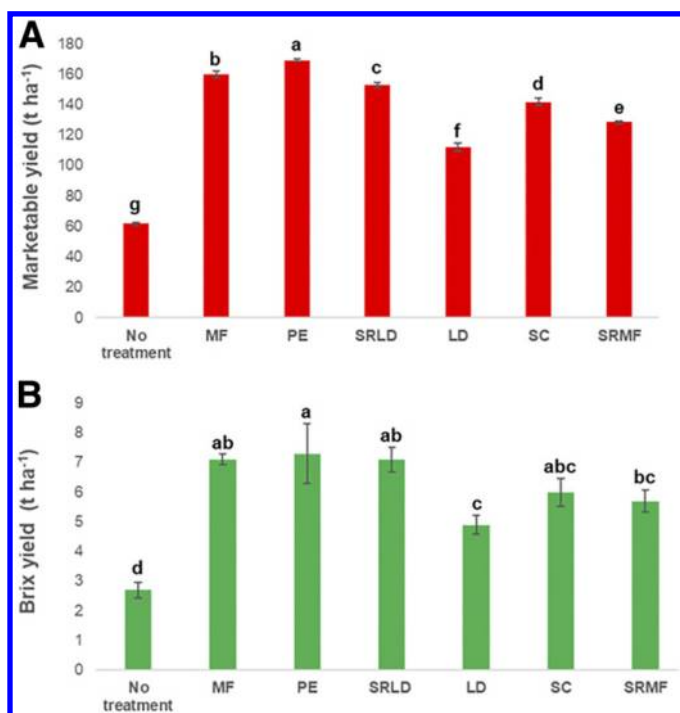 A
Marketable yield (t ha⁻¹)
180
160
140
120
100
80
60
40
20
0
g
b
a
c
f
d
e
No treatment
MF
PE
SRLD
LD
SC
SRMF
B
Brix yield (t ha⁻¹)
9
8
7
6
5
4
3
2
1
0
d
ab
a
ab
c
abc
bc
No treatment
MF
PE
SRLD
LD
SC
SRMF